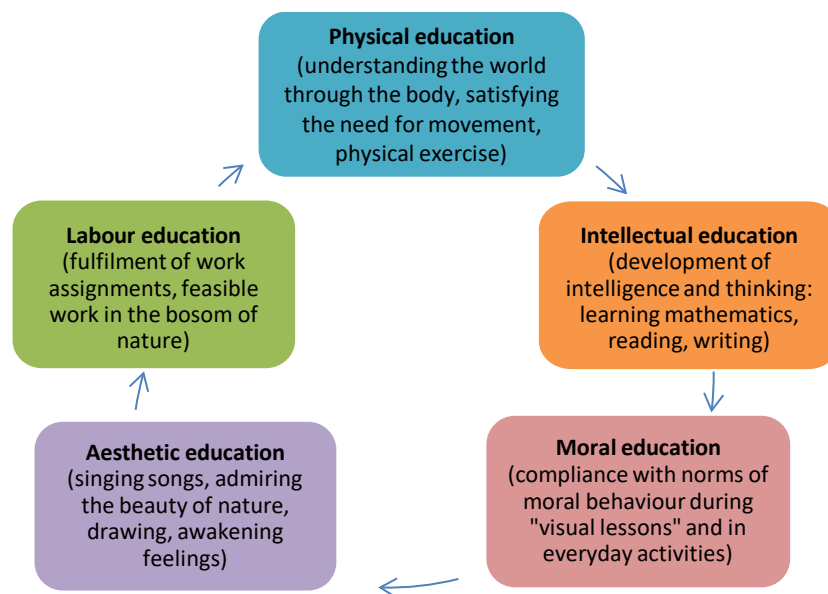 Physical education
(understanding the world
through the body, satisfying
the need for movement,
physical exercise)
Labour education
(fulfilment of work
assignments, feasible
work in the bosom of
nature)
Intellectual education
(development of
intelligence and thinking:
learning mathematics,
reading, writing)
Aesthetic education
(singing songs, admiring
the beauty of nature,
drawing, awakening
feelings)
Moral education
(compliance with norms of
moral behaviour during
"visual lessons" and in
everyday activities)